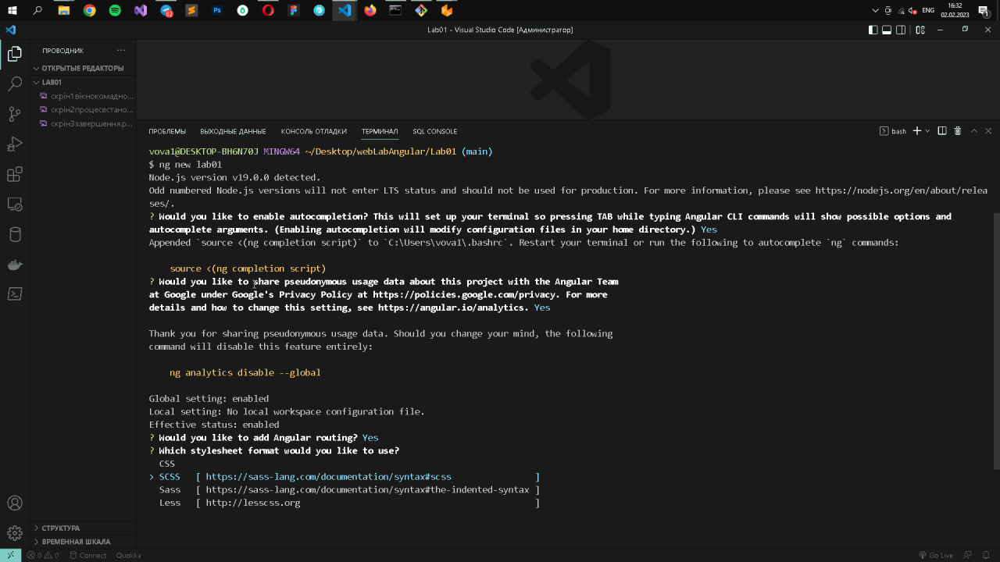 16:32
ENG
02.02.2023
62
1
Lab01 - Visual Studio Code [Администратор]
ПРОВОДНИК
ОТКРЫТЫЕ РЕДАКТОРЫ
LAB01
скрін1вікнокомадно...
скрін2процесвстано...
скрін3завершення.р...
СТРУКТУРА
ВРЕМЕННАЯ ШКАЛА
ПРОБЛЕМЫ ВЫХОДНЫЕ ДАННЫЕ КОНСОЛЬ ОТЛАДКИ ТЕРМИНАЛ SQL CONSOLE
bash
vova1@DESKTOP-BH6N70J MINGW64 ~/Desktop/webLabAngular/Lab01 (main)
$ ng new lab01
Node.js version v19.0.0 detected.
Odd numbered Node.js versions will not enter LTS status and should not be used for production. For more information, please see https://nodejs.org/en/about/relea
ses/.
? Would you like to enable autocompletion? This will set up your terminal so pressing TAB while typing Angular CLI commands will show possible options and
autocomplete arguments. (Enabling autocompletion will modify configuration files in your home directory.) Yes
Appended `source <(ng completion script)` to `C:\Users\vova1\.bashrc`. Restart your terminal or run the following to autocomplete `ng` commands:
source <(ng completion script)
? Would you like to share pseudonymous usage data about this project with the Angular Team
at Google under Google's Privacy Policy at https://policies.google.com/privacy. For more
details and how to change this setting, see https://angular.io/analytics. Yes
Thank you for sharing pseudonymous usage data. Should you change your mind, the following
command will disable this feature entirely:
ng analytics disable --global
Global setting: enabled
Local setting: No local workspace configuration file.
Effective status: enabled
? Would you like to add Angular routing? Yes
? Which stylesheet format would you like to use?
CSS
> SCSS [ https://sass-lang.com/documentation/syntax#scss ]
Sass [ https://sass-lang.com/documentation/syntax#the-indented-syntax ]
Less [ http://lesscss.org ]
0 0 Connect Quokka
Go Live